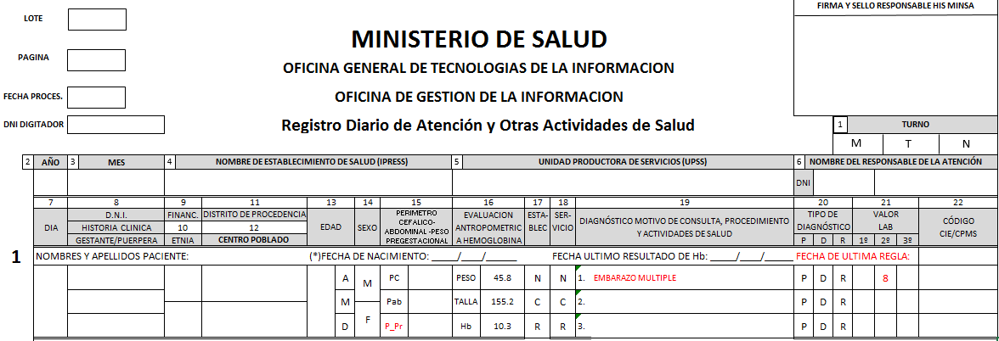 FIRMA Y SELLO RESPONSABLE HIS MINSA
LOTE
MINISTERIO DE SALUD
PAGINA
OFICINA GENERAL DE TECNOLOGIAS DE LA INFORMACION
FECHA PROCES.
OFICINA DE GESTION DE LA INFORMACION
DNI DIGITADOR
Registro Diario de Atención y Otras Actividades de Salud
1 TURNO
M T N
2 AÑO 3 MES 4 NOMBRE DE ESTABLECIMIENTO DE SALUD (IPRESS) 5 UNIDAD PRODUCTORA DE SERVICIOS (UPSS) 6 NOMBRE DEL RESPONSABLE DE LA ATENCIÓN
DNI
7 8 9 11 13 14 15 16 17 18 19 20 21 22
DIA
D.N.I.
HISTORIA CLINICA
GESTANTE/PUERPERA
FINANC.
10
ETNIA
DISTRITO DE PROCEDENCIA
12
CENTRO POBLADO
EDAD
SEXO
PERIMETRO
CEFALICO-
ABDOMINAL -PESO
PREGESTACIONAL
EVALUACION
ANTROPOMETRIC
A HEMOGLOBINA
ESTA-
BLEC
SER-
VICIO
DIAGNÓSTICO MOTIVO DE CONSULTA, PROCEDIMIENTO
Y ACTIVIDADES DE SALUD
TIPO DE
DIAGNÓSTICO
P D R
VALOR
LAB
1º 2º 3º
CÓDIGO
CIE/CPMS
1 NOMBRES Y APELLIDOS PACIENTE: (*)FECHA DE NACIMIENTO: _____/____/______ FECHA ULTIMO RESULTADO DE Hb: _____/____/_____ FECHA DE ULTIMA REGLA:
A M PC PESO 45.8 N N 1. EMBARAZO MULTIPLE P D R 8
M Pab TALLA 155.2 C C 2. P D R
D F P_Pr Hb 10.3 R R 3. P D R